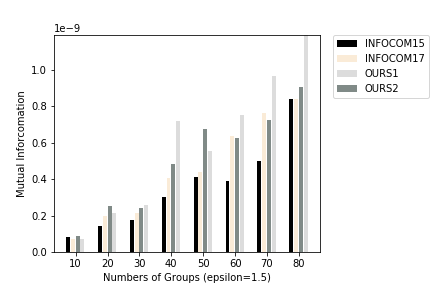 1e−9
INFOCOM15
INFOCOM17
OURS1
OURS2
1.0
0.8
0.6
0.4
0.2
0.0
Mutual Inforcomation
10 20 30 40 50 60 70 80
Numbers of Groups (epsilon=1.5)